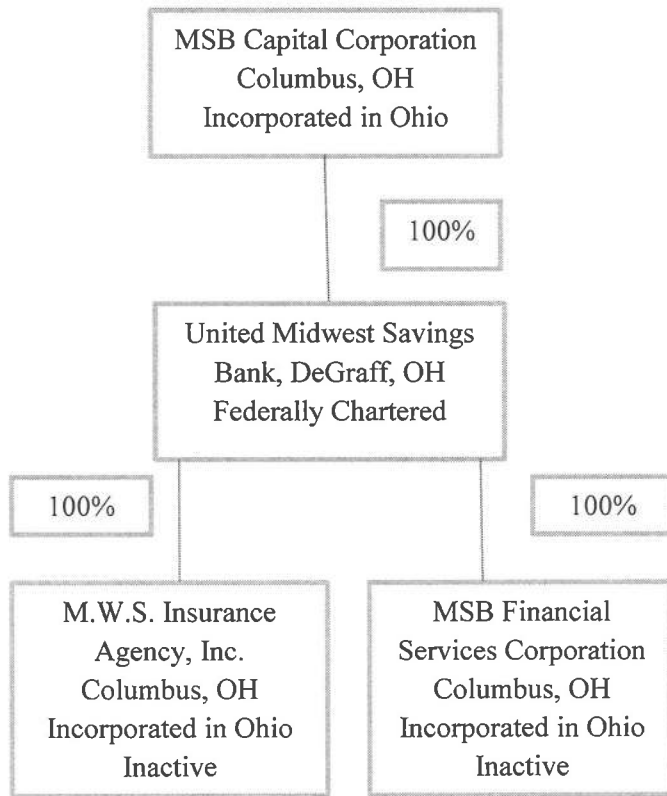 MSB Capital Corporation
Columbus, OH
Incorporated in Ohio
100%
United Midwest Savings
Bank, DeGraff, OH
Federally Chartered
100%
100%
M.W.S. Insurance
Agency, Inc.
Columbus, OH
Incorporated in Ohio
Inactive
MSB Financial
Services Corporation
Columbus, OH
Incorporated in Ohio
Inactive